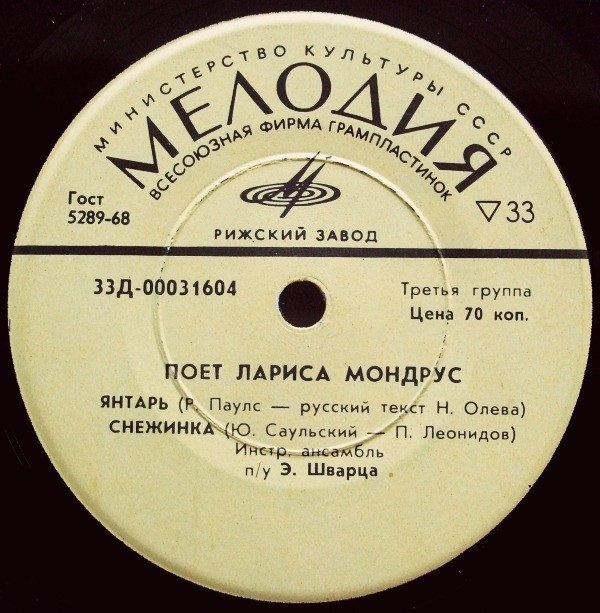 МИНИСТЕРСТВО КУЛЬТУРЫ СССР
МЕЛОДИЯ
ВСЕСОЮЗНАЯ ФИРМА ГРАМПЛАСТИНОК
Гост
5289-68
▽33
РИЖСКИЙ ЗАВОД
33Д-00031604
Третья группа
Цена 70 коп.
ПОЕТ ЛАРИСА МОНДРУС
ЯНТАРЬ (Р. Паулс — русский текст Н. Олева)
СНЕЖИНКА (Ю. Саульский — П. Леонидов)
Инстр. ансамбль
п/у Э. Шварца